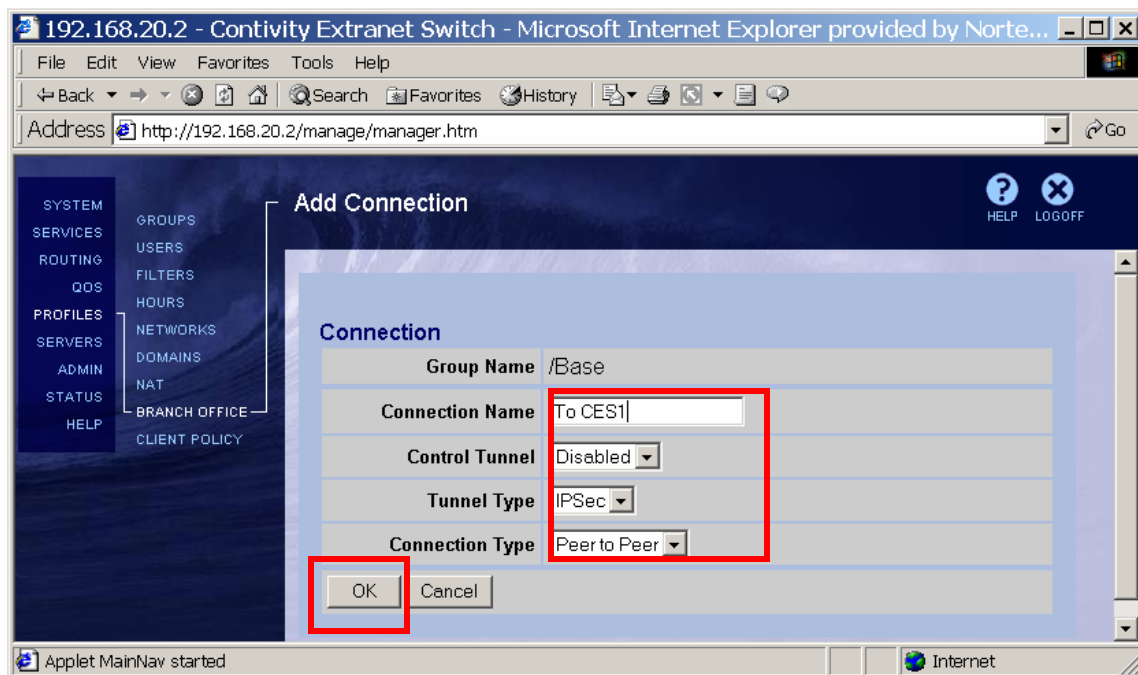 192.168.20.2 - Contivity Extranet Switch - Microsoft Internet Explorer provided by Norte...
File Edit View Favorites Tools Help
Back Search Favorites History
Address http://192.168.20.2/manage/manager.htm Go
SYSTEM
SERVICES
ROUTING
QOS
PROFILES
SERVERS
ADMIN
STATUS
HELP
GROUPS
USERS
FILTERS
HOURS
NETWORKS
DOMAINS
NAT
BRANCH OFFICE
CLIENT POLICY
Add Connection
HELP LOGOFF
Connection
Group Name /Base
Connection Name To CES1
Control Tunnel Disabled
Tunnel Type IPSec
Connection Type Peer to Peer
OK Cancel
Applet MainNav started Internet